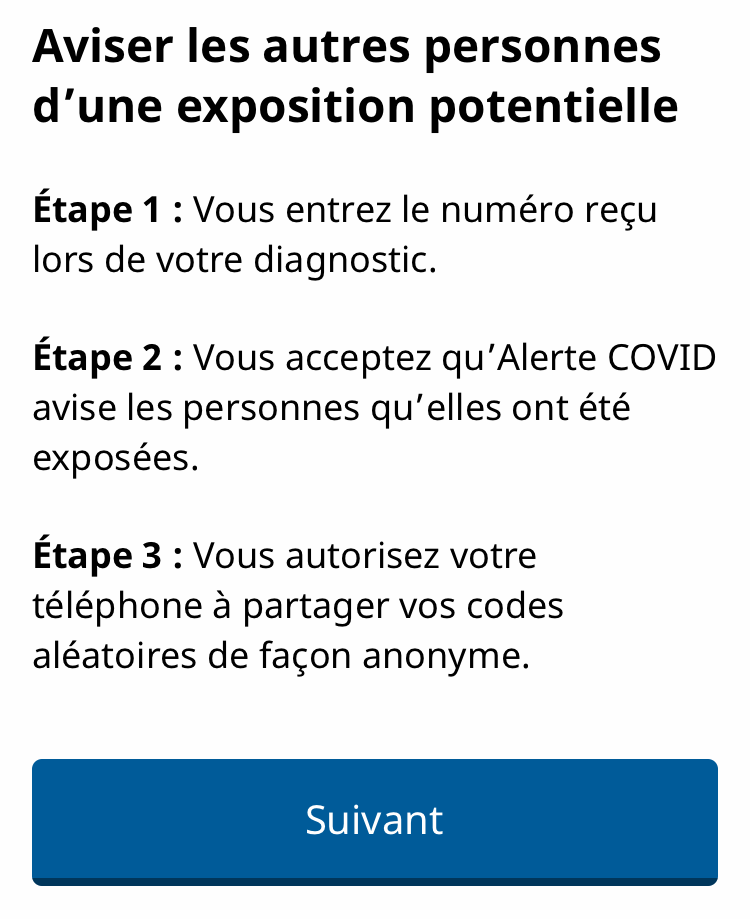 Aviser les autres personnes
d’une exposition potentielle
Étape 1 : Vous entrez le numéro reçu
lors de votre diagnostic.
Étape 2 : Vous acceptez qu’Alerte COVID
avise les personnes qu’elles ont été
exposées.
Étape 3 : Vous autorisez votre
téléphone à partager vos codes
aléatoires de façon anonyme.
Suivant